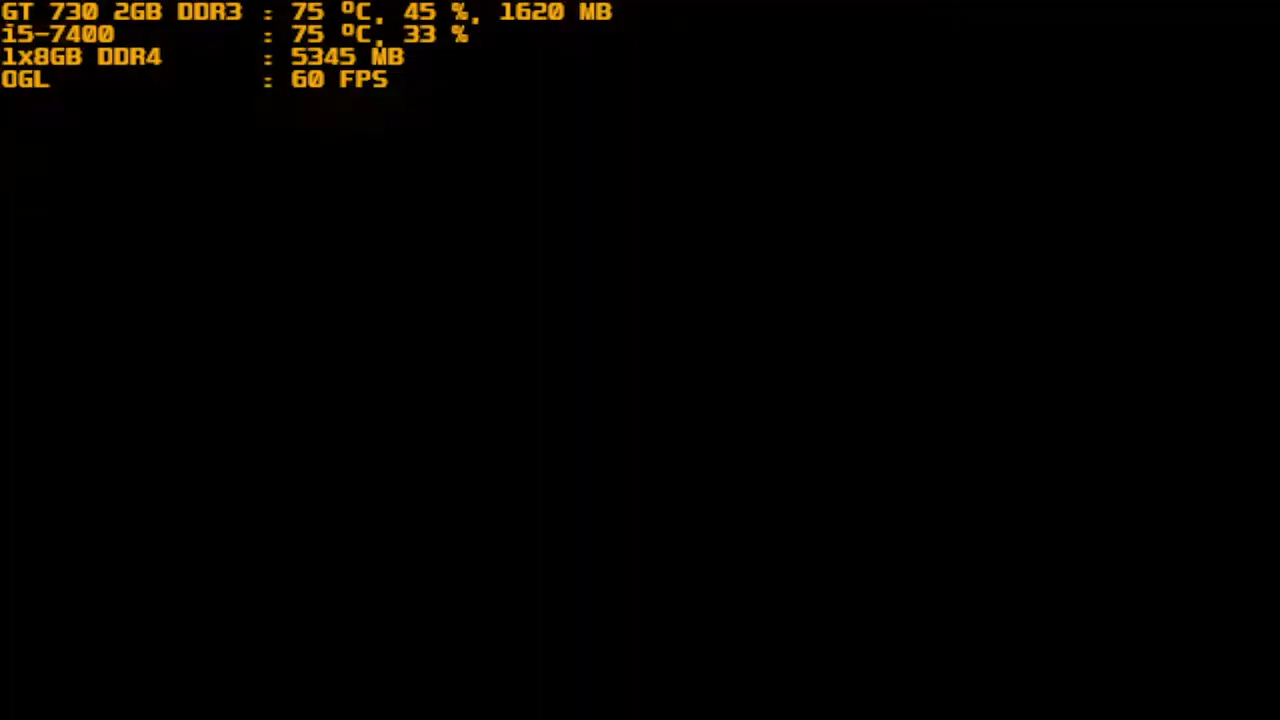 GT 730 2GB DDR3 : 75 ºC, 45 %, 1620 MB
i5-7400 : 75 ºC, 33 %
1x8GB DDR4 : 5345 MB
OGL : 60 FPS